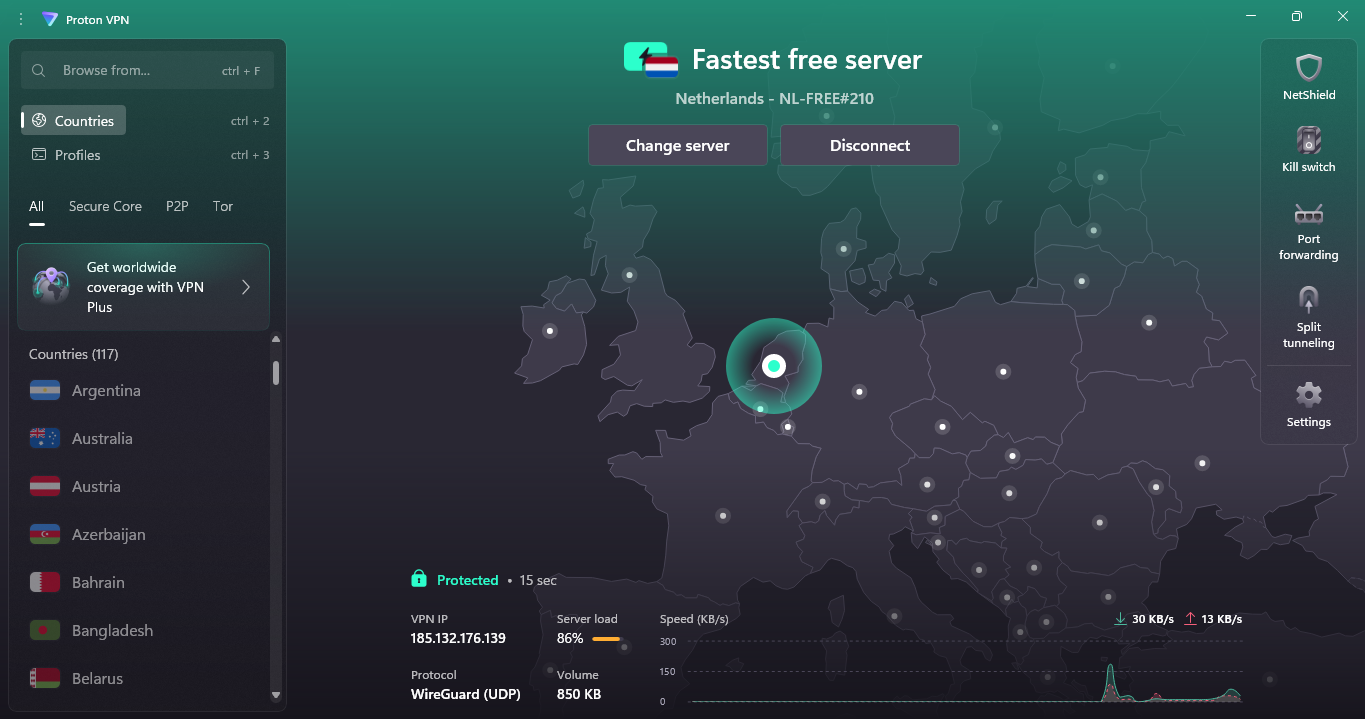 Proton VPN
Browse from...
ctrl + F
Countries
ctrl + 2
Profiles
ctrl + 3
All
Secure Core
P2P
Tor
Get worldwide
coverage with VPN
Plus
Countries (117)
Argentina
Australia
Austria
Azerbaijan
Bahrain
Bangladesh
Belarus
Fastest free server
Netherlands - NL-FREE#210
Change server
Disconnect
Protected • 15 sec
VPN IP
185.132.176.139
Server load
86%
Protocol
WireGuard (UDP)
Volume
850 KB
Speed (KB/s)
30 KB/s
13 KB/s
300
150
0
NetShield
Kill switch
Port
forwarding
Split
tunneling
Settings